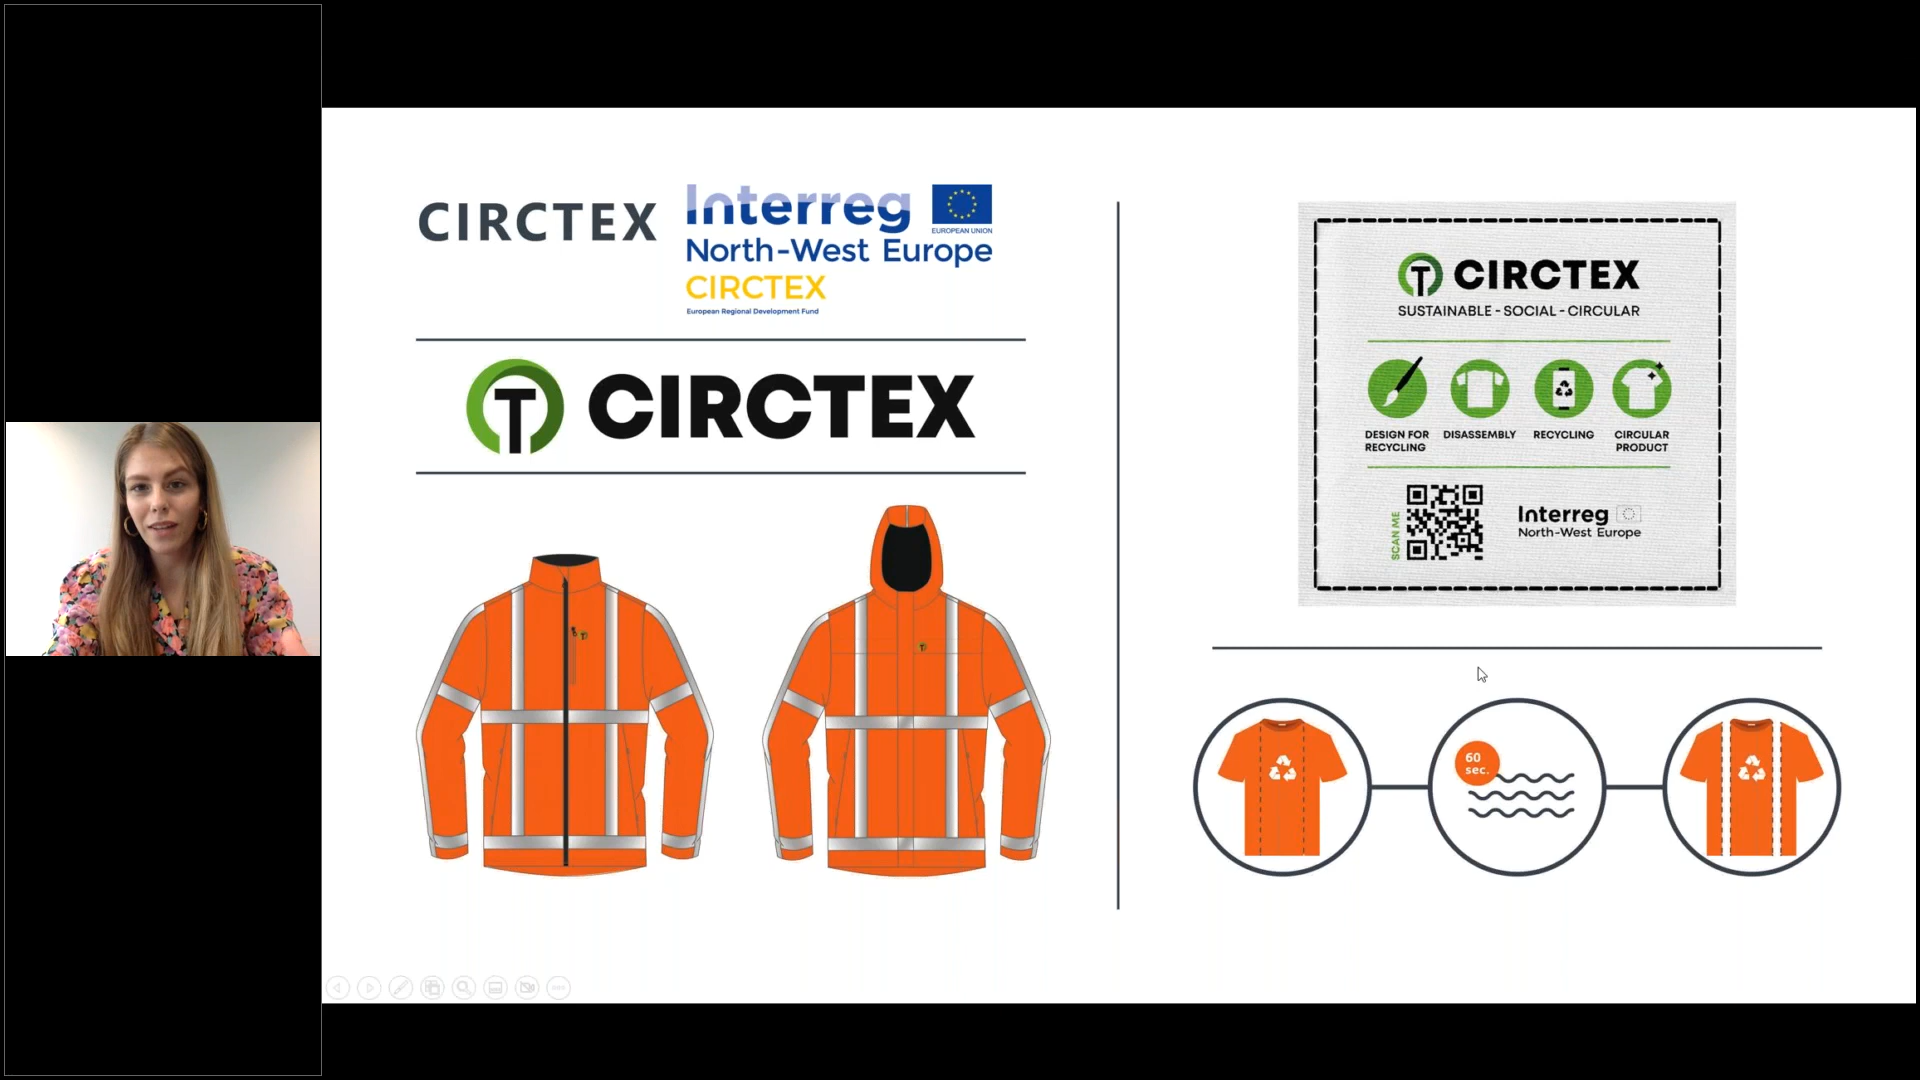 CIRCTEX
Interreg
EUROPEAN UNION
North-West Europe
CIRCTEX
European Regional Development Fund
T CIRCTEX
T
T
T CIRCTEX
SUSTAINABLE - SOCIAL - CIRCULAR
DESIGN FOR
RECYCLING
DISASSEMBLY
RECYCLING
CIRCULAR
PRODUCT
SCAN ME
Interreg
North-West Europe
60
sec.